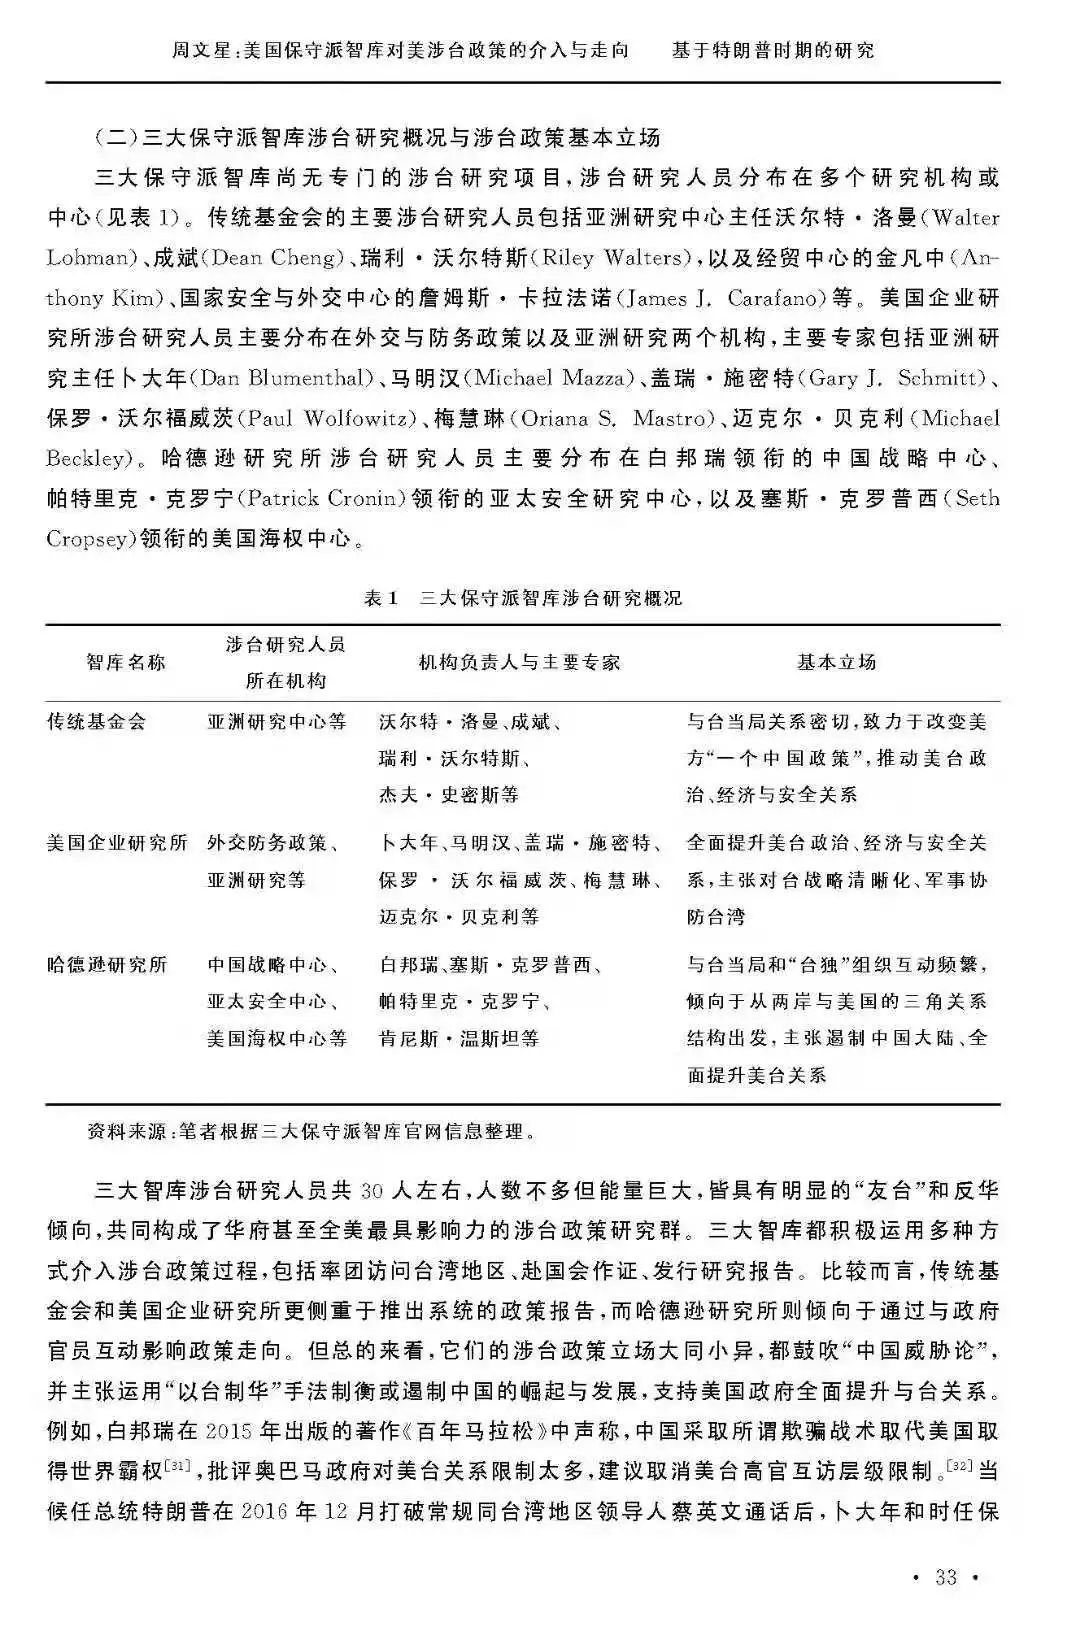 周文星:美国保守派智库对美涉台政策的介入与走向　　基于特朗普时期的研究
(二)三大保守派智库涉台研究概况与涉台政策基本立场
三大保守派智库尚无专门的涉台研究项目,涉台研究人员分布在多个研究机构或
中心(见表1)。传统基金会的主要涉台研究人员包括亚洲研究中心主任沃尔特·洛曼(Walter
Lohman)、成斌(Dean Cheng)、瑞利·沃尔特斯(Riley Walters),以及经贸中心的金凡中(An-
thony Kim)、国家安全与外交中心的詹姆斯·卡拉法诺(James J. Carafano)等。美国企业研
究所涉台研究人员主要分布在外交与防务政策以及亚洲研究两个机构,主要专家包括亚洲研
究主任卜大年(Dan Blumenthal)、马明汉(Michael Mazza)、盖瑞·施密特(Gary J. Schmitt)、
保罗·沃尔福威茨(Paul Wolfowitz)、梅慧琳(Oriana S. Mastro)、迈克尔·贝克利(Michael
Beckley)。哈德逊研究所涉台研究人员主要分布在白邦瑞领衔的中国战略中心、
帕特里克·克罗宁(Patrick Cronin)领衔的亚太安全研究中心,以及塞斯·克罗普西(Seth
Cropsey)领衔的美国海权中心。
表1　三大保守派智库涉台研究概况
智库名称　涉台研究人员所在机构　机构负责人与主要专家　基本立场
传统基金会　亚洲研究中心等　沃尔特·洛曼、成斌、　与台当局关系密切,致力于改变美
瑞利·沃尔特斯、　方“一个中国政策”,推动美台政
杰夫·史密斯等　治、经济与安全关系
美国企业研究所　外交防务政策、　卜大年、马明汉、盖瑞·施密特、　全面提升美台政治、经济与安全关
亚洲研究等　保罗·沃尔福威茨、梅慧琳、　系,主张对台战略清晰化、军事协
迈克尔·贝克利等　防台湾
哈德逊研究所　中国战略中心、　白邦瑞、塞斯·克罗普西、　与台当局和“台独”组织互动频繁,
亚太安全中心、　帕特里克·克罗宁、　倾向于从两岸与美国的三角关系
美国海权中心等　肯尼斯·温斯坦等　结构出发,主张遏制中国大陆、全
面提升美台关系
资料来源:笔者根据三大保守派智库官网信息整理。
三大智库涉台研究人员共30人左右,人数不多但能量巨大,皆具有明显的“友台”和反华
倾向,共同构成了华府甚至全美最具影响力的涉台政策研究群。三大智库都积极运用多种方
式介入涉台政策过程,包括率团访问台湾地区、赴国会作证、发行研究报告。比较而言,传统基
金会和美国企业研究所更侧重于推出系统的政策报告,而哈德逊研究所则倾向于通过与政府
官员互动影响政策走向。但总的来看,它们的涉台政策立场大同小异,都鼓吹“中国威胁论”,
并主张运用“以台制华”手法制衡或遏制中国的崛起与发展,支持美国政府全面提升与台关系。
例如,白邦瑞在2015年出版的著作《百年马拉松》中声称,中国采取所谓欺骗战术取代美国取
得世界霸权[31],批评奥巴马政府对美台关系限制太多,建议取消美台高官互访层级限制。[32]当
候任总统特朗普在2016年12月打破常规同台湾地区领导人蔡英文通话后,卜大年和时任保
· 33 ·